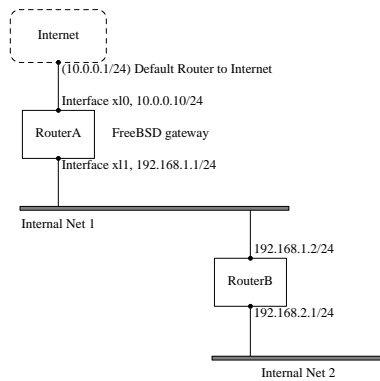 Internet
(10.0.0.1/24) Default Router to Internet
Interface xl0, 10.0.0.10/24
RouterA
FreeBSD gateway
Interface xl1, 192.168.1.1/24
Internal Net 1
192.168.1.2/24
RouterB
192.168.2.1/24
Internal Net 2